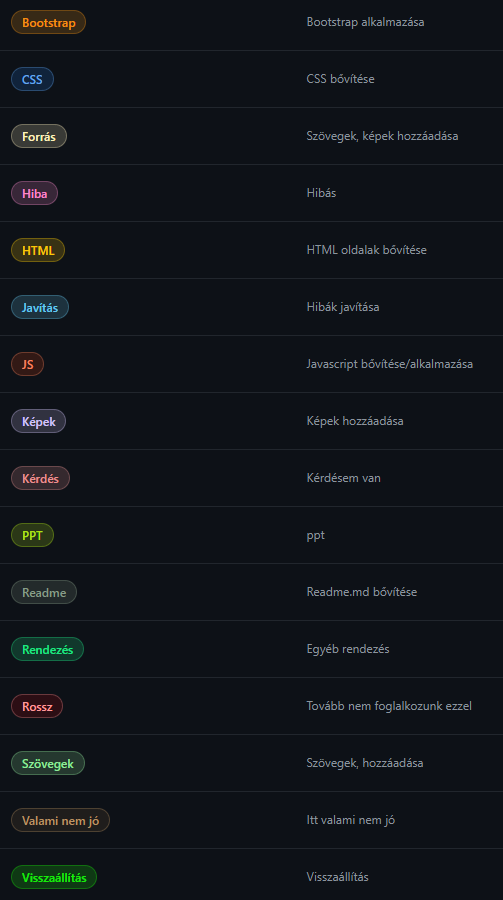 Bootstrap Bootstrap alkalmazása
CSS CSS bővítése
Forrás Szövegek, képek hozzáadása
Hiba Hibás
HTML HTML oldalak bővítése
Javítás Hibák javítása
JS Javascript bővítése/alkalmazása
Képek Képek hozzáadása
Kérdés Kérdésem van
PPT ppt
Readme Readme.md bővítése
Rendezés Egyéb rendezés
Rossz Tovább nem foglalkozunk ezzel
Szövegek Szövegek, hozzáadása
Valami nem jó Itt valami nem jó
Visszaállítás Visszaállítás